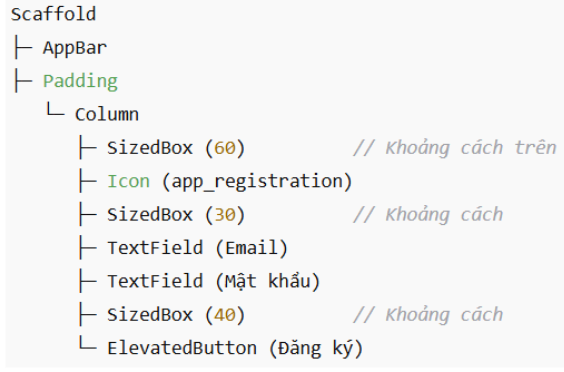 Scaffold
├─ AppBar
├─ Padding
   └─ Column
      ├─ SizedBox (60)          // Khoảng cách trên
      ├─ Icon (app_registration)
      ├─ SizedBox (30)          // Khoảng cách
      ├─ TextField (Email)
      ├─ TextField (Mật khẩu)
      ├─ SizedBox (40)          // Khoảng cách
      └─ ElevatedButton (Đăng ký)